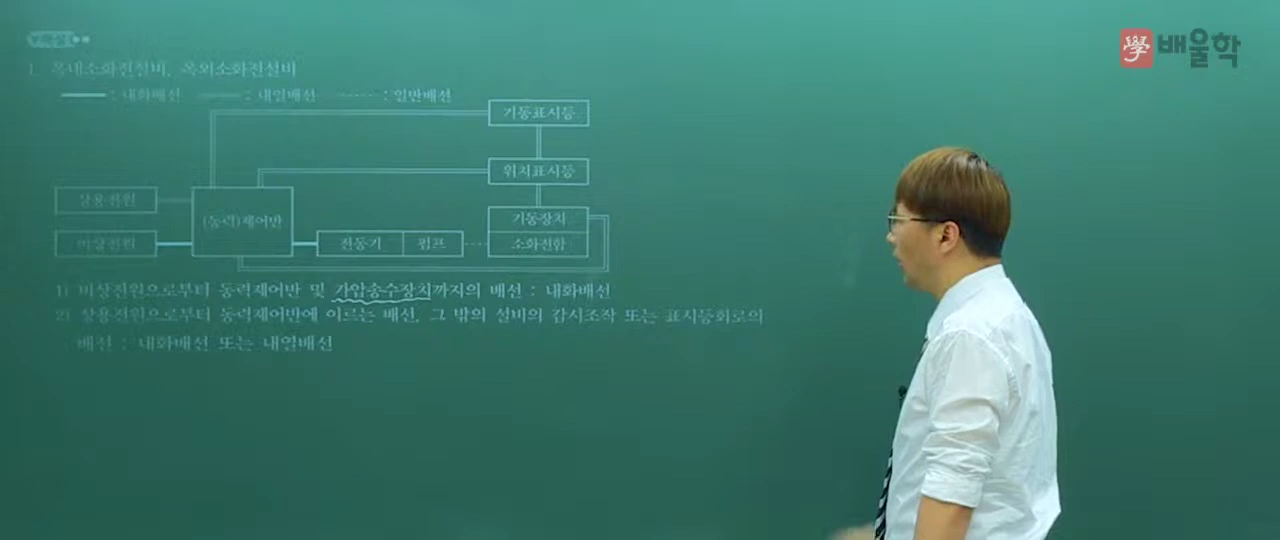 해설
學 배울학
1. 옥내소화전설비, 옥외소화전설비
: 내화배선 : 내열배선 : 일반배선
기동표시등
위치표시등
상용전원
(동력)제어반
기동장치
비상전원
전동기 펌프
소화전함
1) 비상전원으로부터 동력제어반 및 가압송수장치까지의 배선 : 내화배선
2) 상용전원으로부터 동력제어반에 이르는 배선, 그 밖의 설비의 감시조작 또는 표시등회로의
배선 : 내화배선 또는 내열배선